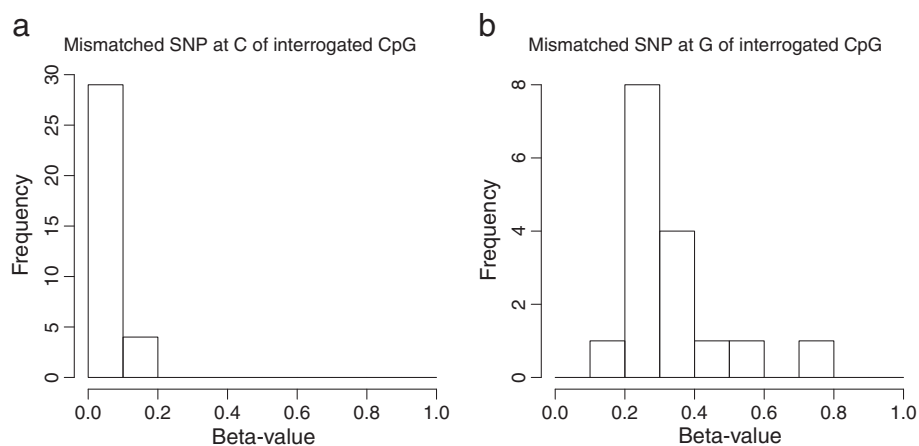 a
Mismatched SNP at C of interrogated CpG
Frequency
30
25
20
15
10
5
0
0.0 0.2 0.4 0.6 0.8 1.0
Beta-value
b
Mismatched SNP at G of interrogated CpG
Frequency
8
6
4
2
0
0.0 0.2 0.4 0.6 0.8 1.0
Beta-value